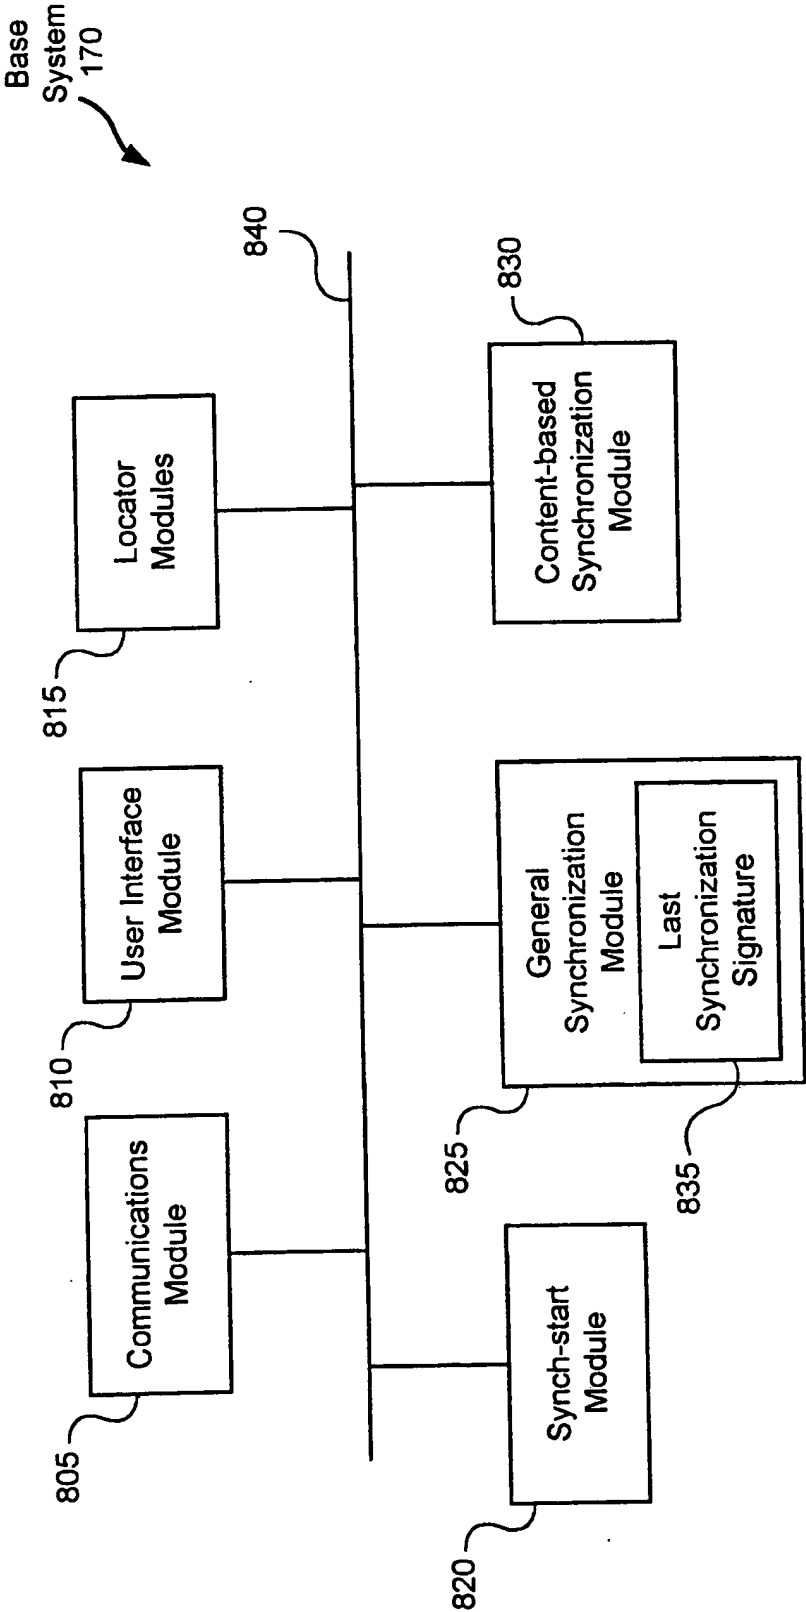 Base
System
170
840
Communications
Module
805
User Interface
Module
810
Locator
Modules
815
Synch-start
Module
820
General
Synchronization
Module
825
Last
Synchronization
Signature
835
Content-based
Synchronization
Module
830